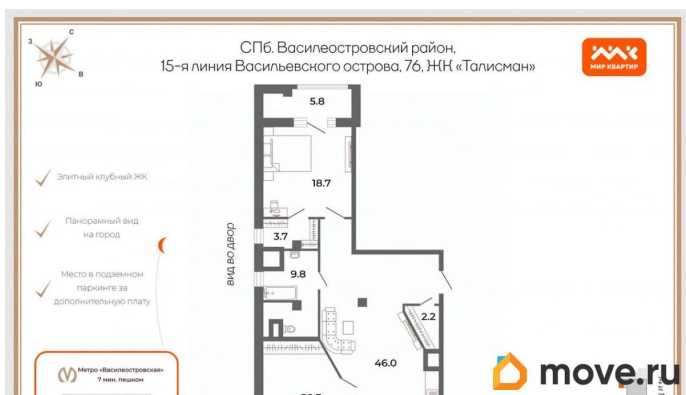 СПб. Василеостровский район,
15-я линия Васильевского острова, 76, ЖК «Талисман»
МИР КВАРТИР
С
З
В
Ю
Элитный клубный ЖК
Панорамный вид
на город
Место в подземном
паркинге за
дополнительную плату
Метро «Василеостровская»
7 мин. пешком
вид во двор
5.8
18.7
3.7
9.8
2.2
46.0
move.ru